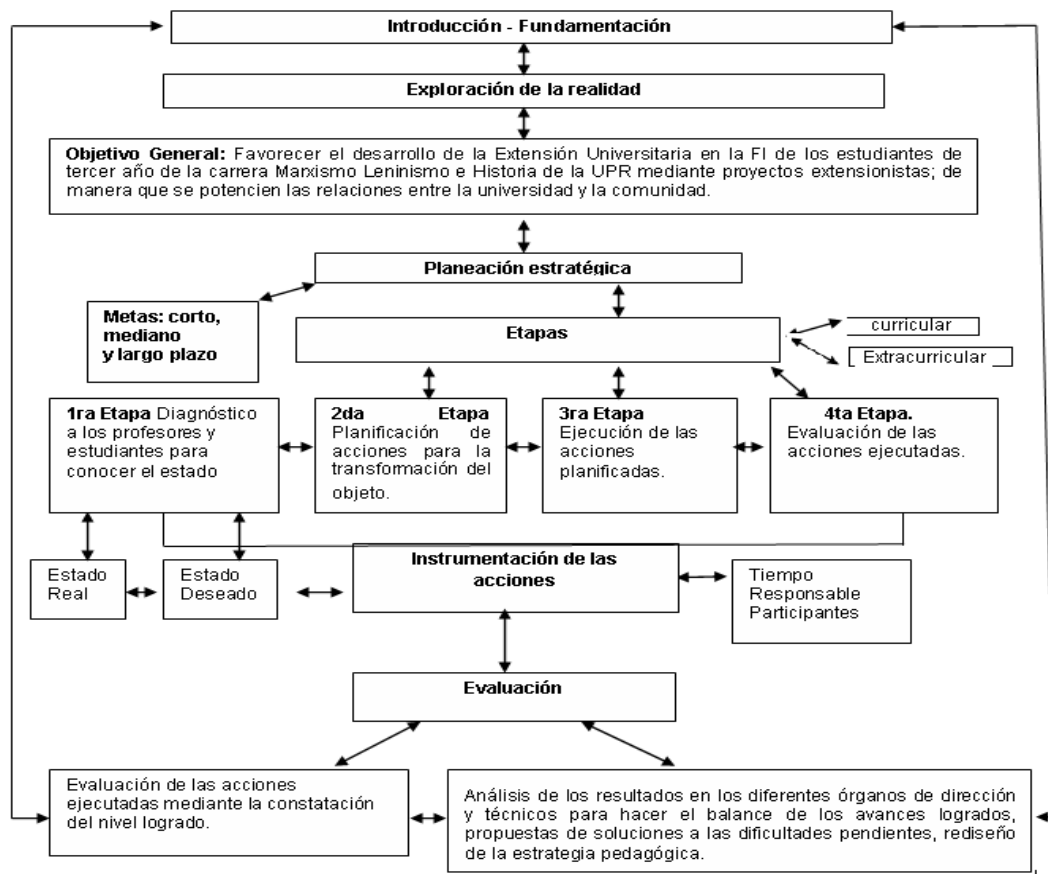 Introducción - Fundamentación
Exploración de la realidad
Objetivo General: Favorecer el desarrollo de la Extensión Universitaria en la FI de los estudiantes de
tercer año de la carrera Marxismo Leninismo e Historia de la UPR mediante proyectos extensionistas; de
manera que se potencien las relaciones entre la universidad y la comunidad.
Planeación estratégica
Metas: corto,
mediano
y largo plazo
Etapas
curricular
Extracurricular
1ra Etapa Diagnóstico
a los profesores y
estudiantes para
conocer el estado
2da Etapa
Planificación de
acciones para la
transformación del
objeto.
3ra Etapa
Ejecución de las
acciones
planificadas.
4ta Etapa.
Evaluación de las
acciones ejecutadas.
Estado
Real
Estado
Deseado
Instrumentación de las
acciones
Tiempo
Responsable
Participantes
Evaluación
Evaluación de las acciones
ejecutadas mediante la constatación
del nivel logrado.
Análisis de los resultados en los diferentes órganos de dirección
y técnicos para hacer el balance de los avances logrados,
propuestas de soluciones a las dificultades pendientes, rediseño
de la estrategia pedagógica.